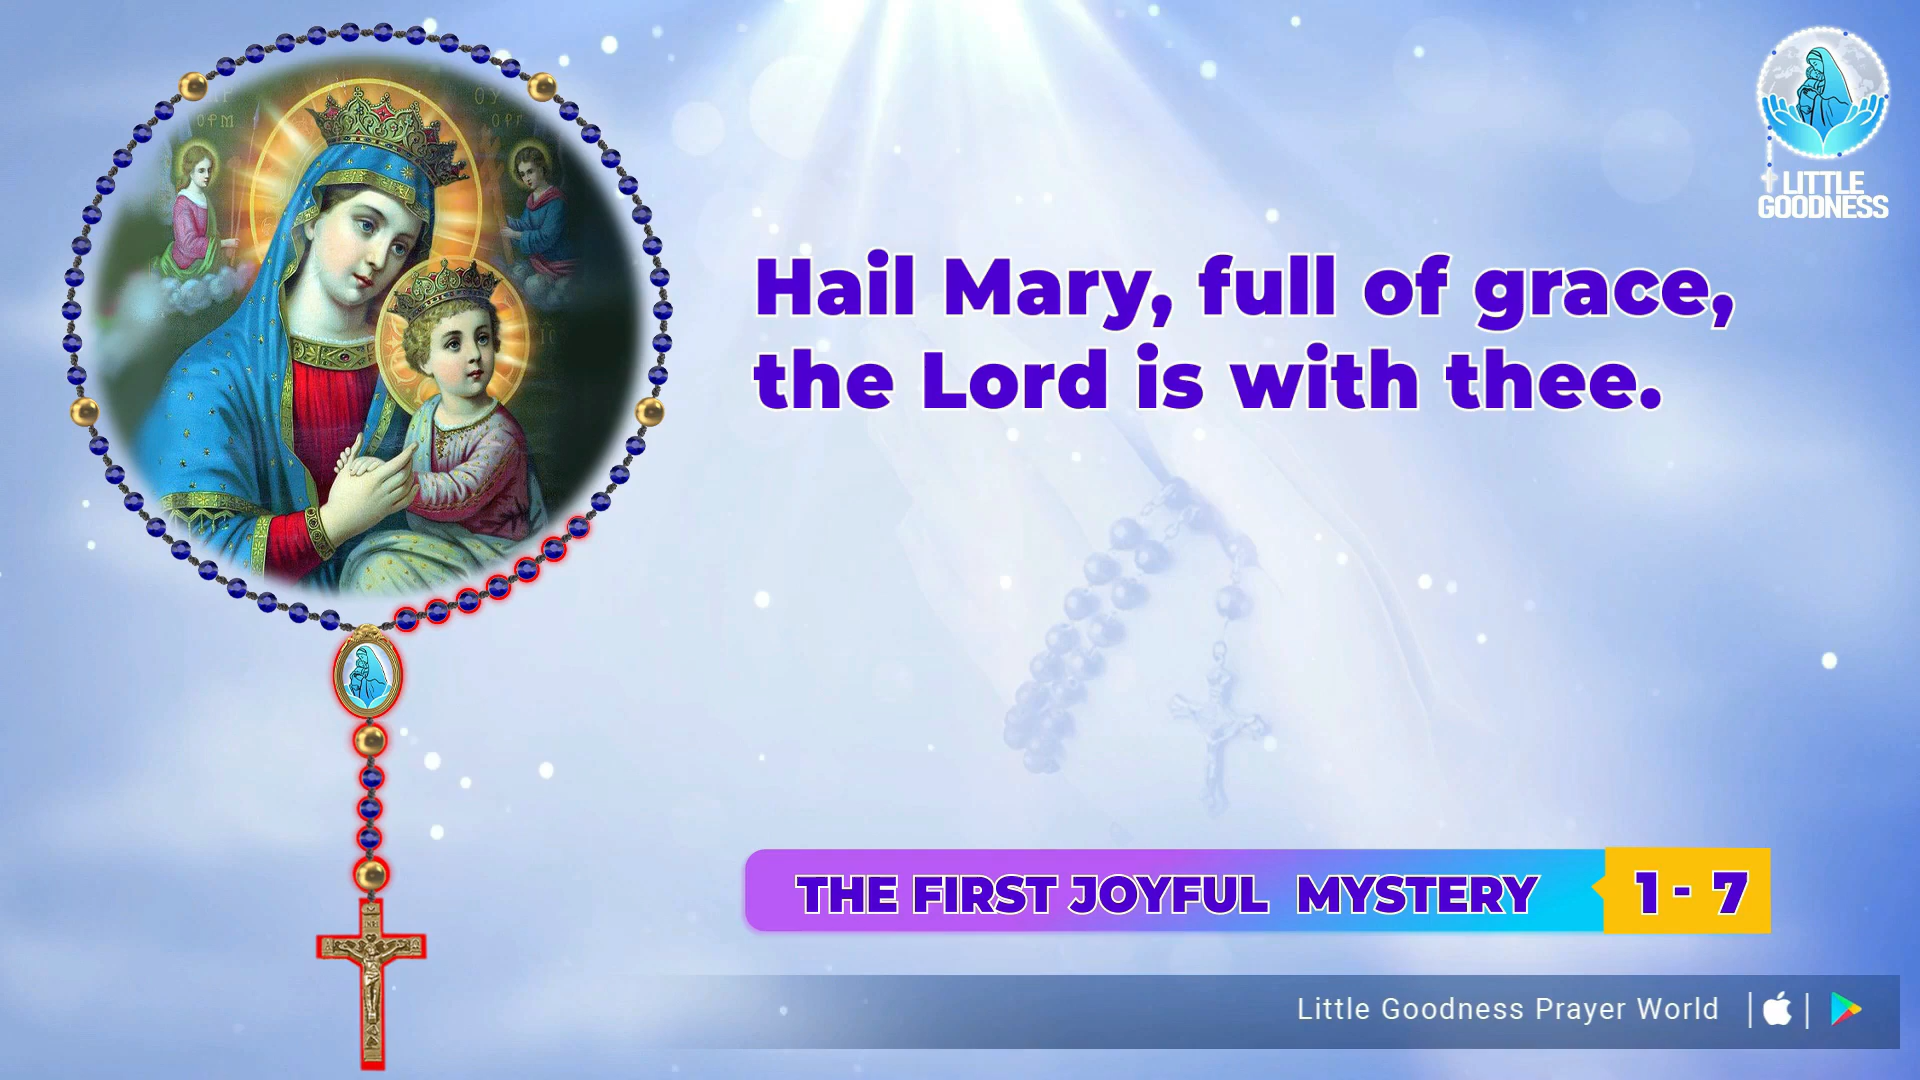 LITTLE
GOODNESS
Hail Mary, full of grace,
the Lord is with thee.
THE FIRST JOYFUL MYSTERY 1 - 7
Little Goodness Prayer World